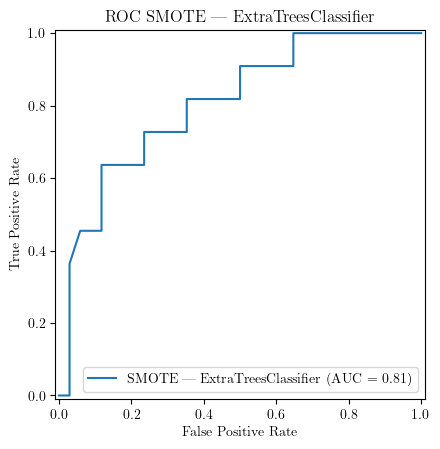 ROC SMOTE — ExtraTreesClassifier
1.0
0.8
0.6
0.4
0.2
0.0
True Positive Rate
SMOTE — ExtraTreesClassifier (AUC = 0.81)
0.0 0.2 0.4 0.6 0.8 1.0
False Positive Rate